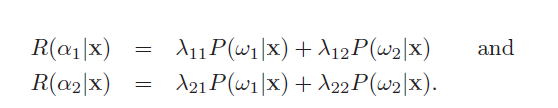 R(α₁|x) = λ₁₁P(ω₁|x) + λ₁₂P(ω₂|x) and
R(α₂|x) = λ₂₁P(ω₁|x) + λ₂₂P(ω₂|x).